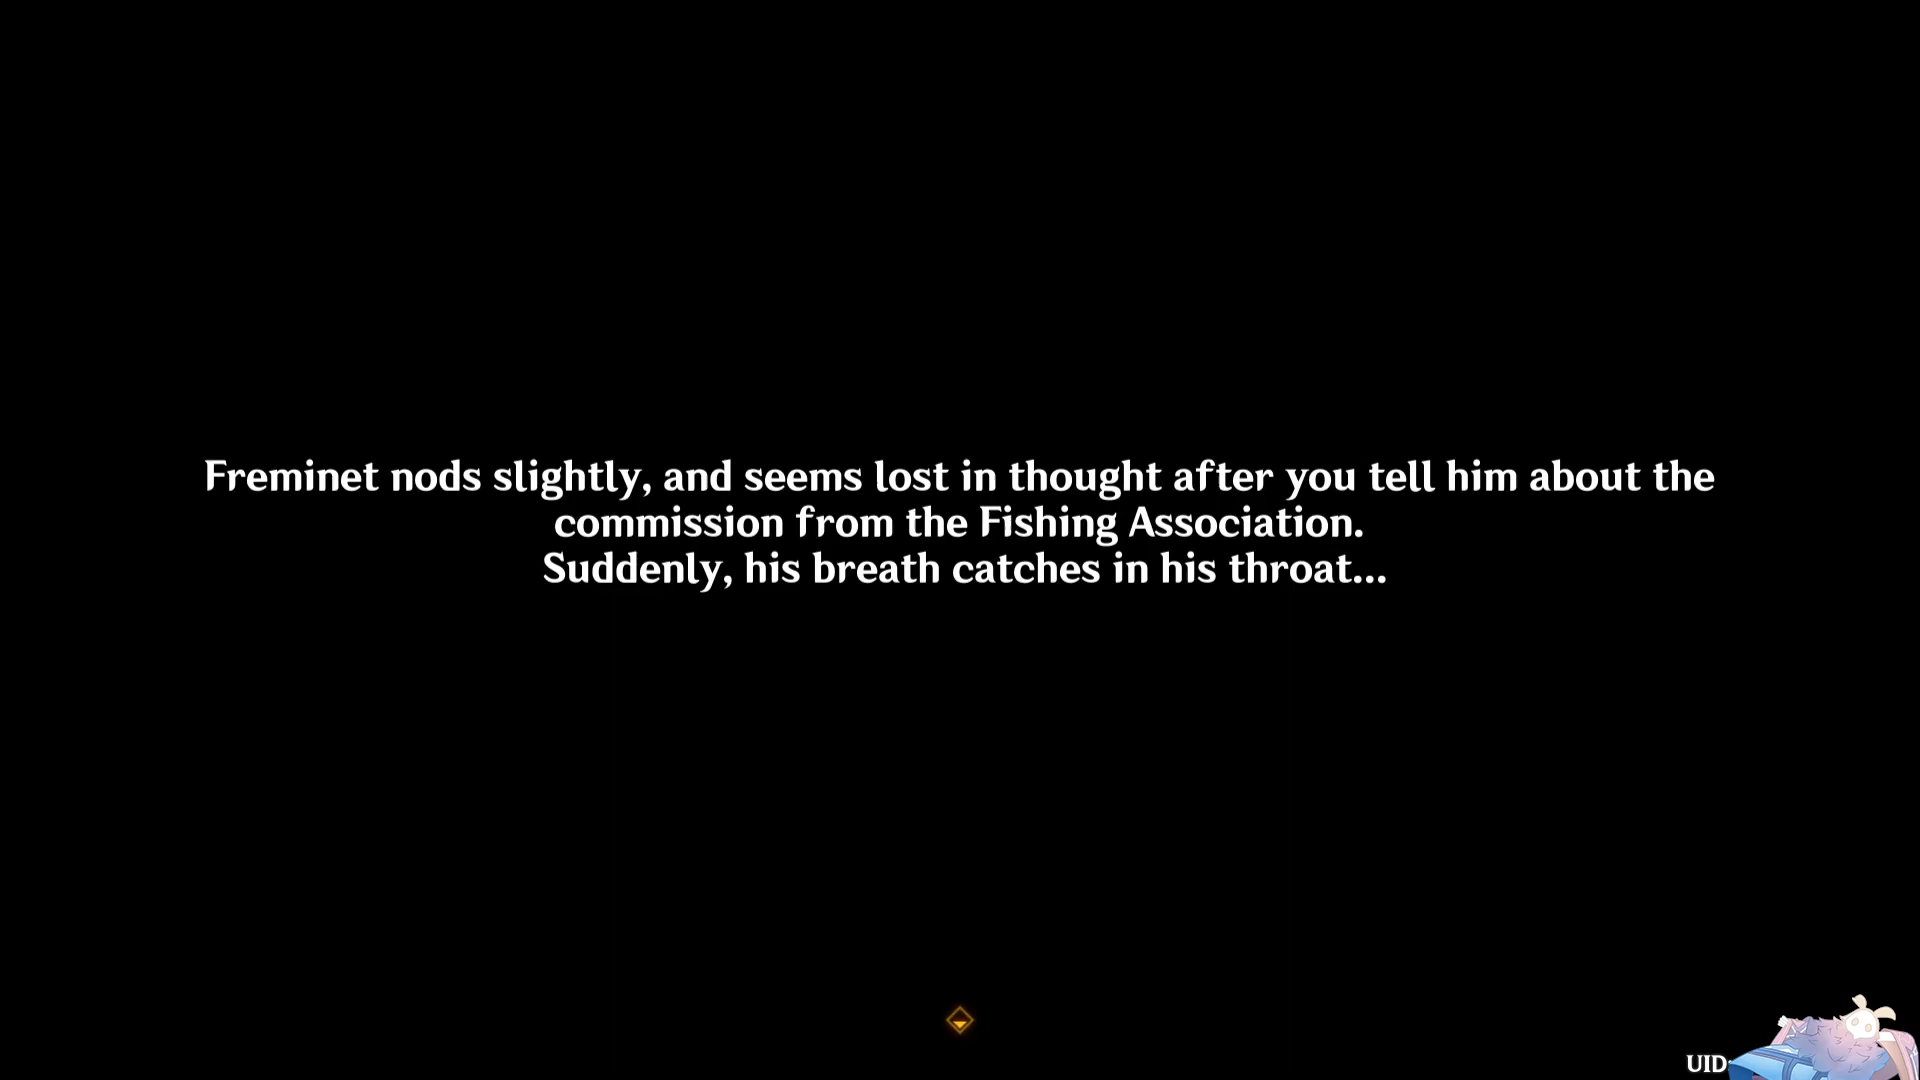 Freminet nods slightly, and seems lost in thought after you tell him about the
commission from the Fishing Association.
Suddenly, his breath catches in his throat...
UID: